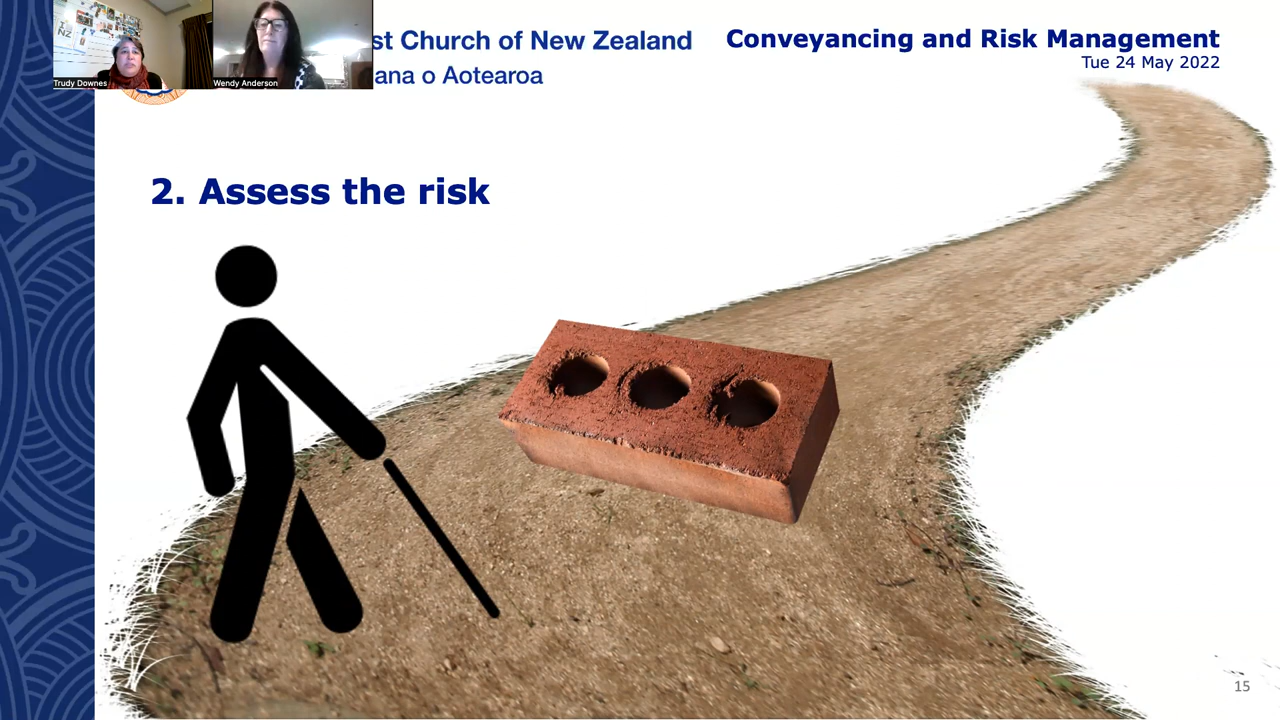 Trudy Downes
Wendy Anderson
st Church of New Zealand
ana o Aotearoa
Conveyancing and Risk Management
Tue 24 May 2022
2. Assess the risk
15